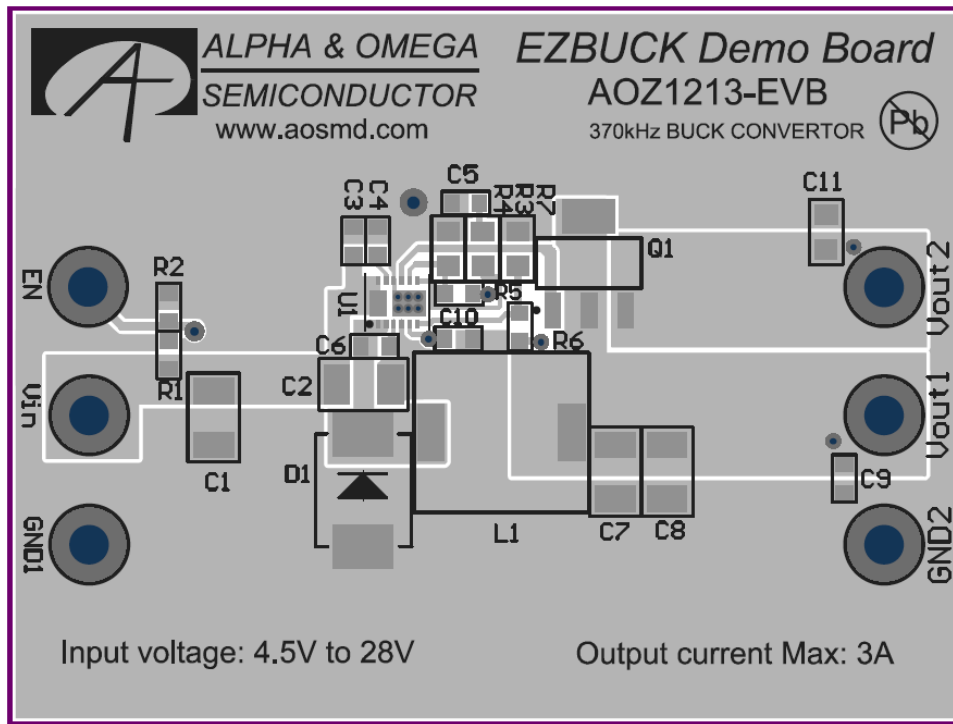 ALPHA & OMEGA
SEMICONDUCTOR
www.aosmd.com
EZBUCK Demo Board
AOZ1213-EVB
370kHz BUCK CONVERTOR
Pb
C3
C4
C5
R4
R3
R7
C11
Q1
EN
R2
U1
R5
C10
Vout2
C6
R6
C2
R1
Vin
Vout1
C1
D1
C9
L1
C7
C8
GND1
GND2
Input voltage: 4.5V to 28V
Output current Max: 3A